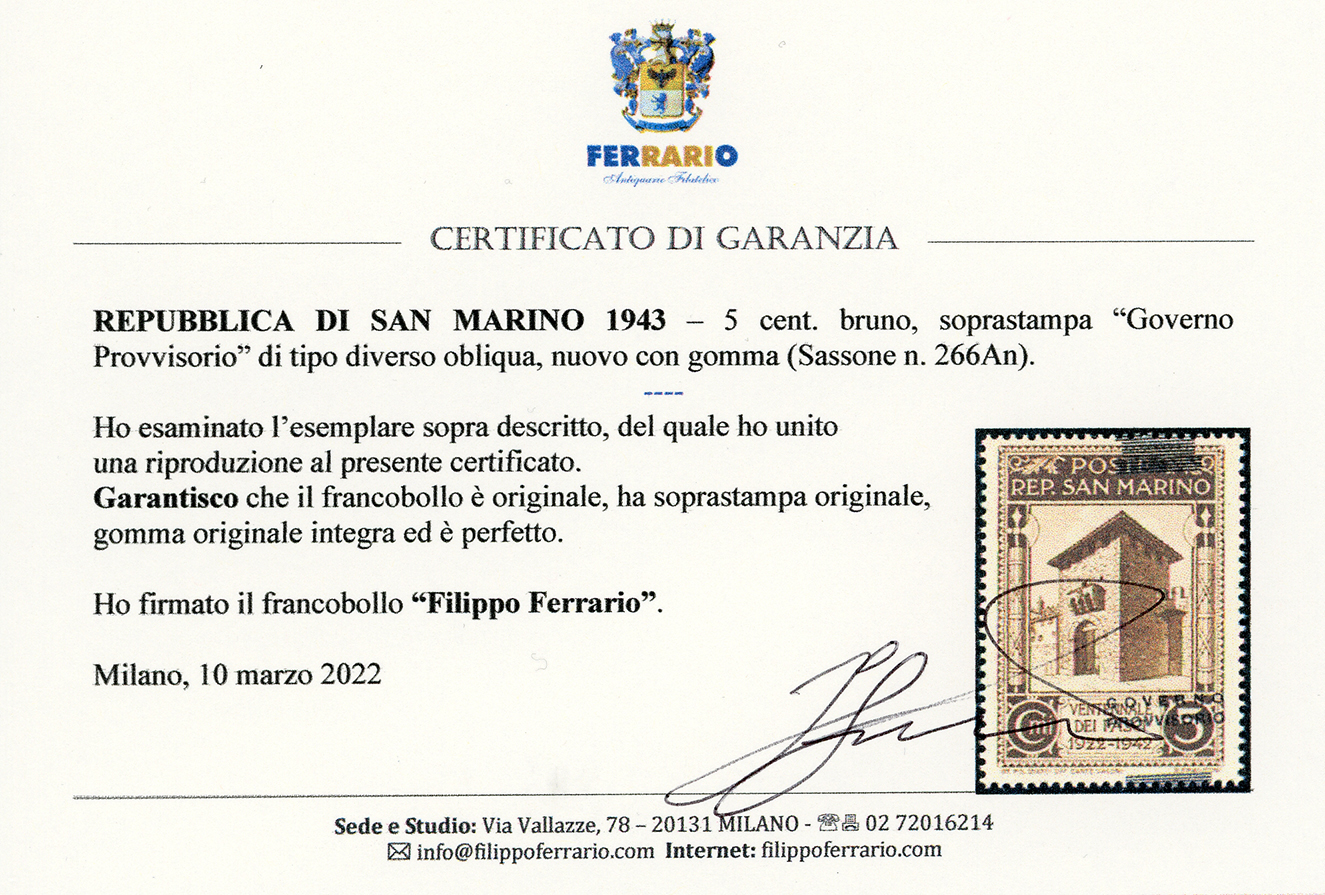 FERRARIO
Antiquario Filatelico
CERTIFICATO DI GARANZIA
REPUBBLICA DI SAN MARINO 1943 – 5 cent. bruno, soprastampa “Governo
Provvisorio” di tipo diverso obliqua, nuovo con gomma (Sassone n. 266An).
----
Ho esaminato l’esemplare sopra descritto, del quale ho unito
una riproduzione al presente certificato.
Garantisco che il francobollo è originale, ha soprastampa originale,
gomma originale integra ed è perfetto.
Ho firmato il francobollo “Filippo Ferrario”.
Milano, 10 marzo 2022
REP. SAN MARINO
GOVERNO
PROVVISORIO
DEI
1922-1942
5
Sede e Studio: Via Vallazze, 78 – 20131 MILANO - ☏ 02 72016214
✉ info@filippoferrario.com Internet: filippoferrario.com